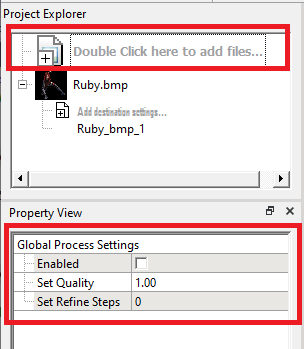 Project Explorer
Double Click here to add files...
Ruby.bmp
Add destination settings...
Ruby_bmp_1
Property View
Global Process Settings
Enabled
Set Quality 1.00
Set Refine Steps 0